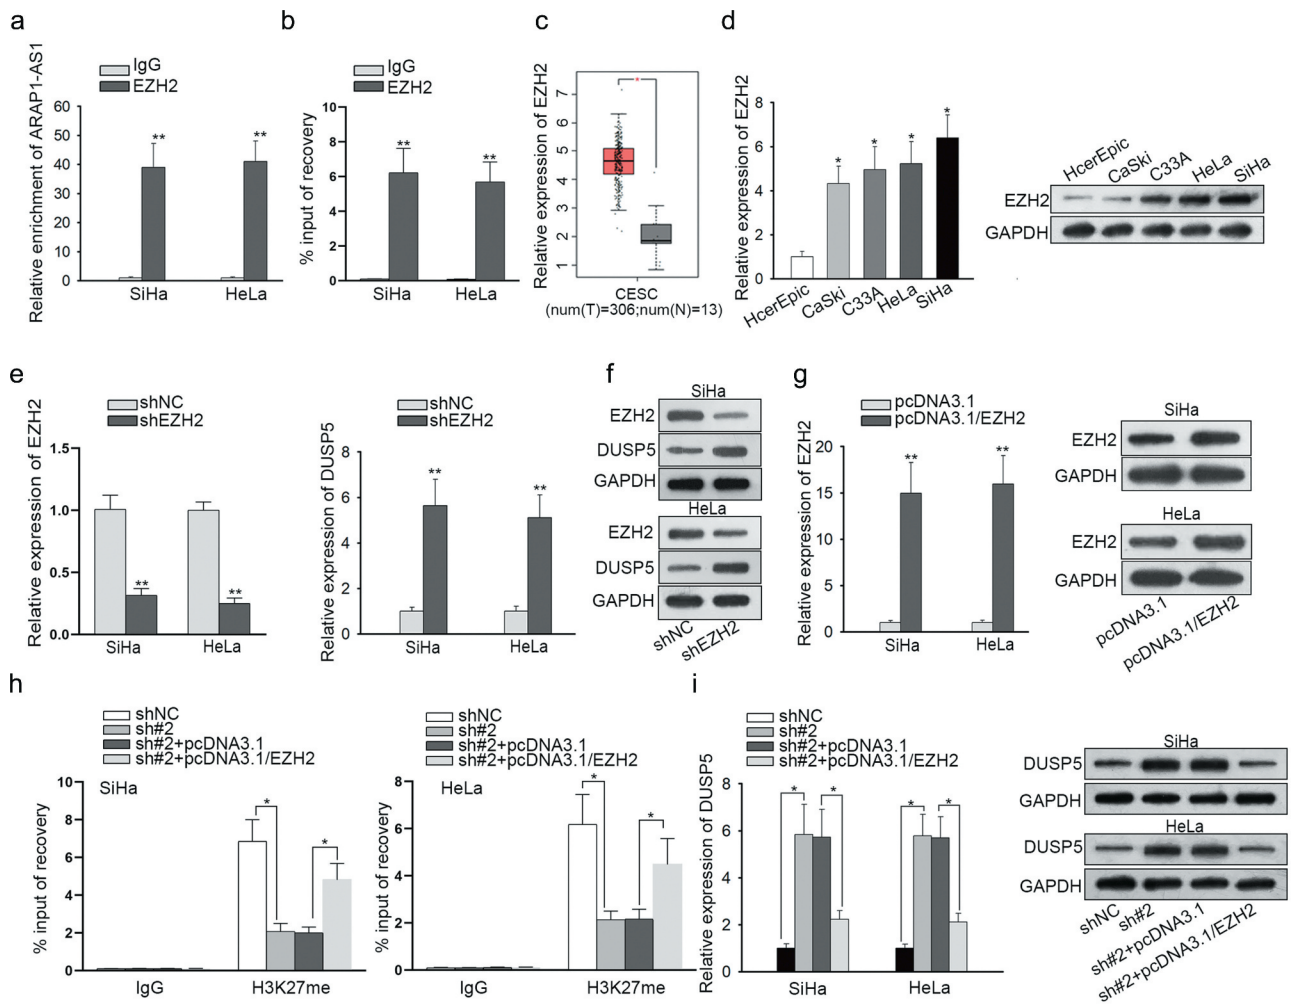 a
Relative enrichment of ARAP1-AS1
IgG
EZH2
60
50
40
30
20
10
0
**
**
SiHa
HeLa
b
% input of recovery
IgG
EZH2
10
8
6
4
2
0
**
**
SiHa
HeLa
c
Relative expression of EZH2
7
6
5
4
3
2
1
*
CESC
(num(T)=306;num(N)=13)
d
Relative expression of EZH2
8
6
4
2
0
*
*
*
*
HcerEpic
CaSki
C33A
HeLa
SiHa
HcerEpic
CaSki
C33A
HeLa
SiHa
EZH2
GAPDH
e
Relative expression of EZH2
shNC
shEZH2
1.5
1.0
0.5
0.0
**
**
SiHa
HeLa
Relative expression of DUSP5
shNC
shEZH2
8
6
4
2
0
**
**
SiHa
HeLa
f
SiHa
EZH2
DUSP5
GAPDH
HeLa
EZH2
DUSP5
GAPDH
shNC
shEZH2
g
Relative expression of EZH2
pcDNA3.1
pcDNA3.1/EZH2
20
15
10
5
0
**
**
SiHa
HeLa
SiHa
EZH2
GAPDH
HeLa
EZH2
GAPDH
pcDNA3.1
pcDNA3.1/EZH2
h
shNC
sh#2
sh#2+pcDNA3.1
sh#2+pcDNA3.1/EZH2
% input of recovery
10
8
6
4
2
0
SiHa
*
*
IgG
H3K27me
shNC
sh#2
sh#2+pcDNA3.1
sh#2+pcDNA3.1/EZH2
% input of recovery
8
6
4
2
0
HeLa
*
*
IgG
H3K27me
i
shNC
sh#2
sh#2+pcDNA3.1
sh#2+pcDNA3.1/EZH2
Relative expression of DUSP5
8
6
4
2
0
*
*
*
*
SiHa
HeLa
SiHa
DUSP5
GAPDH
HeLa
DUSP5
GAPDH
shNC
sh#2
sh#2+pcDNA3.1
sh#2+pcDNA3.1/EZH2